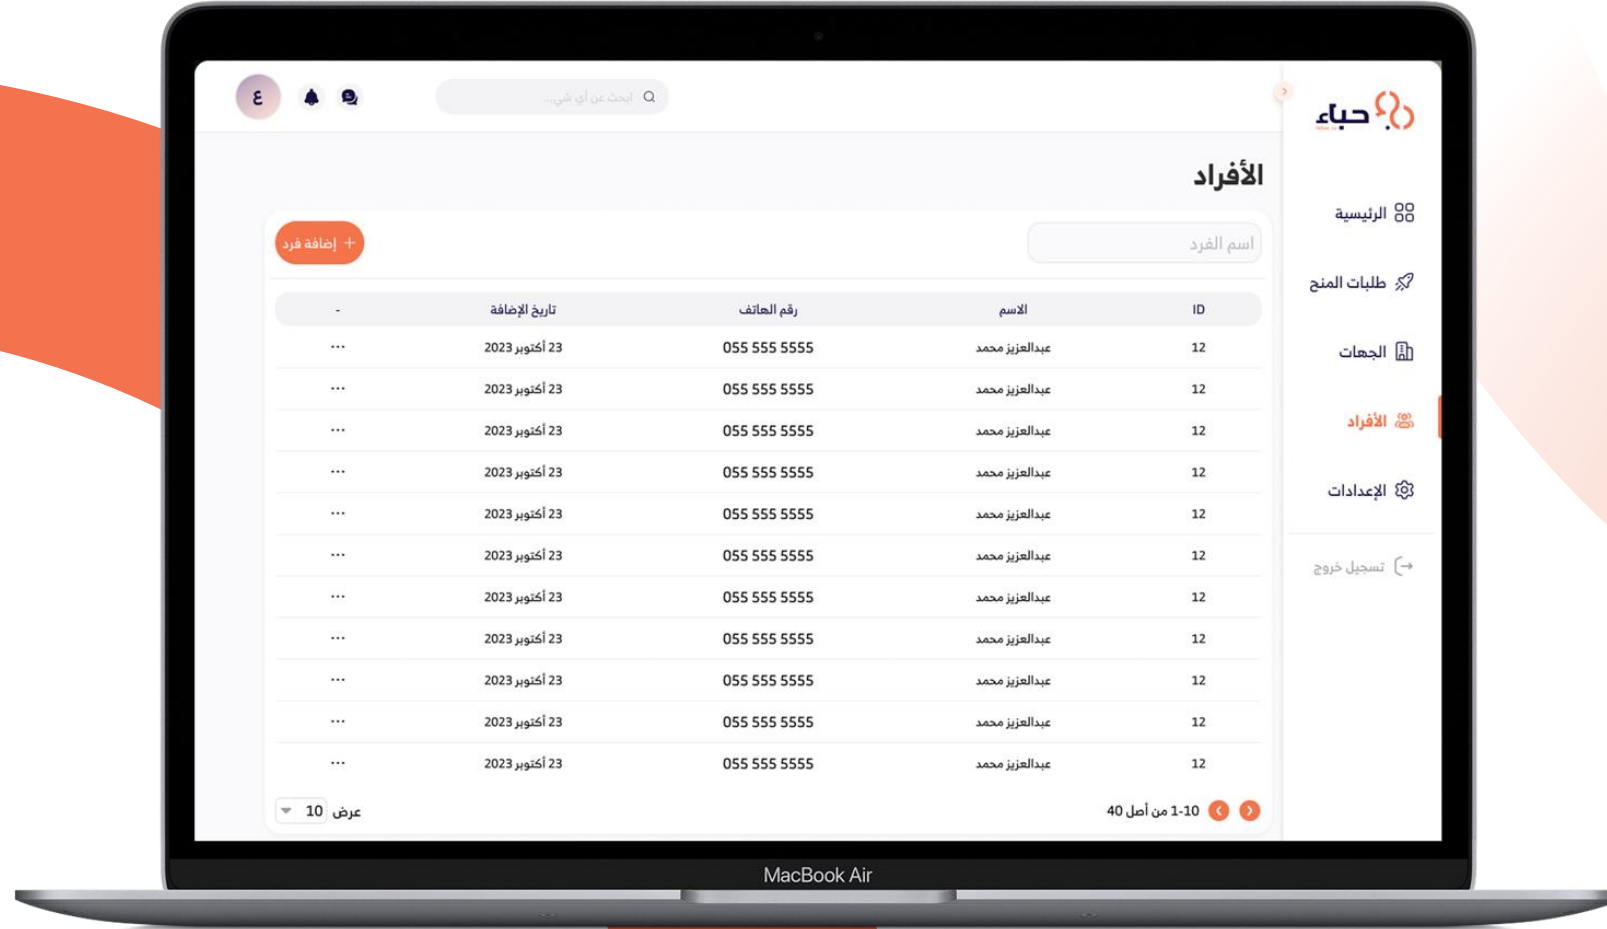 حباء
ابحث عن أي شي...
ع
الرئيسية
طلبات المنح
الجهات
الأفراد
الإعدادات
تسجيل خروج
الأفراد
اسم الفرد
+ إضافة فرد
ID الاسم رقم الهاتف تاريخ الإضافة -
12 عبدالعزيز محمد 055 555 5555 23 أكتوبر 2023 ...
12 عبدالعزيز محمد 055 555 5555 23 أكتوبر 2023 ...
12 عبدالعزيز محمد 055 555 5555 23 أكتوبر 2023 ...
12 عبدالعزيز محمد 055 555 5555 23 أكتوبر 2023 ...
12 عبدالعزيز محمد 055 555 5555 23 أكتوبر 2023 ...
12 عبدالعزيز محمد 055 555 5555 23 أكتوبر 2023 ...
12 عبدالعزيز محمد 055 555 5555 23 أكتوبر 2023 ...
12 عبدالعزيز محمد 055 555 5555 23 أكتوبر 2023 ...
12 عبدالعزيز محمد 055 555 5555 23 أكتوبر 2023 ...
12 عبدالعزيز محمد 055 555 5555 23 أكتوبر 2023 ...
12 عبدالعزيز محمد 055 555 5555 23 أكتوبر 2023 ...
1-10 من أصل 40
عرض 10
MacBook Air